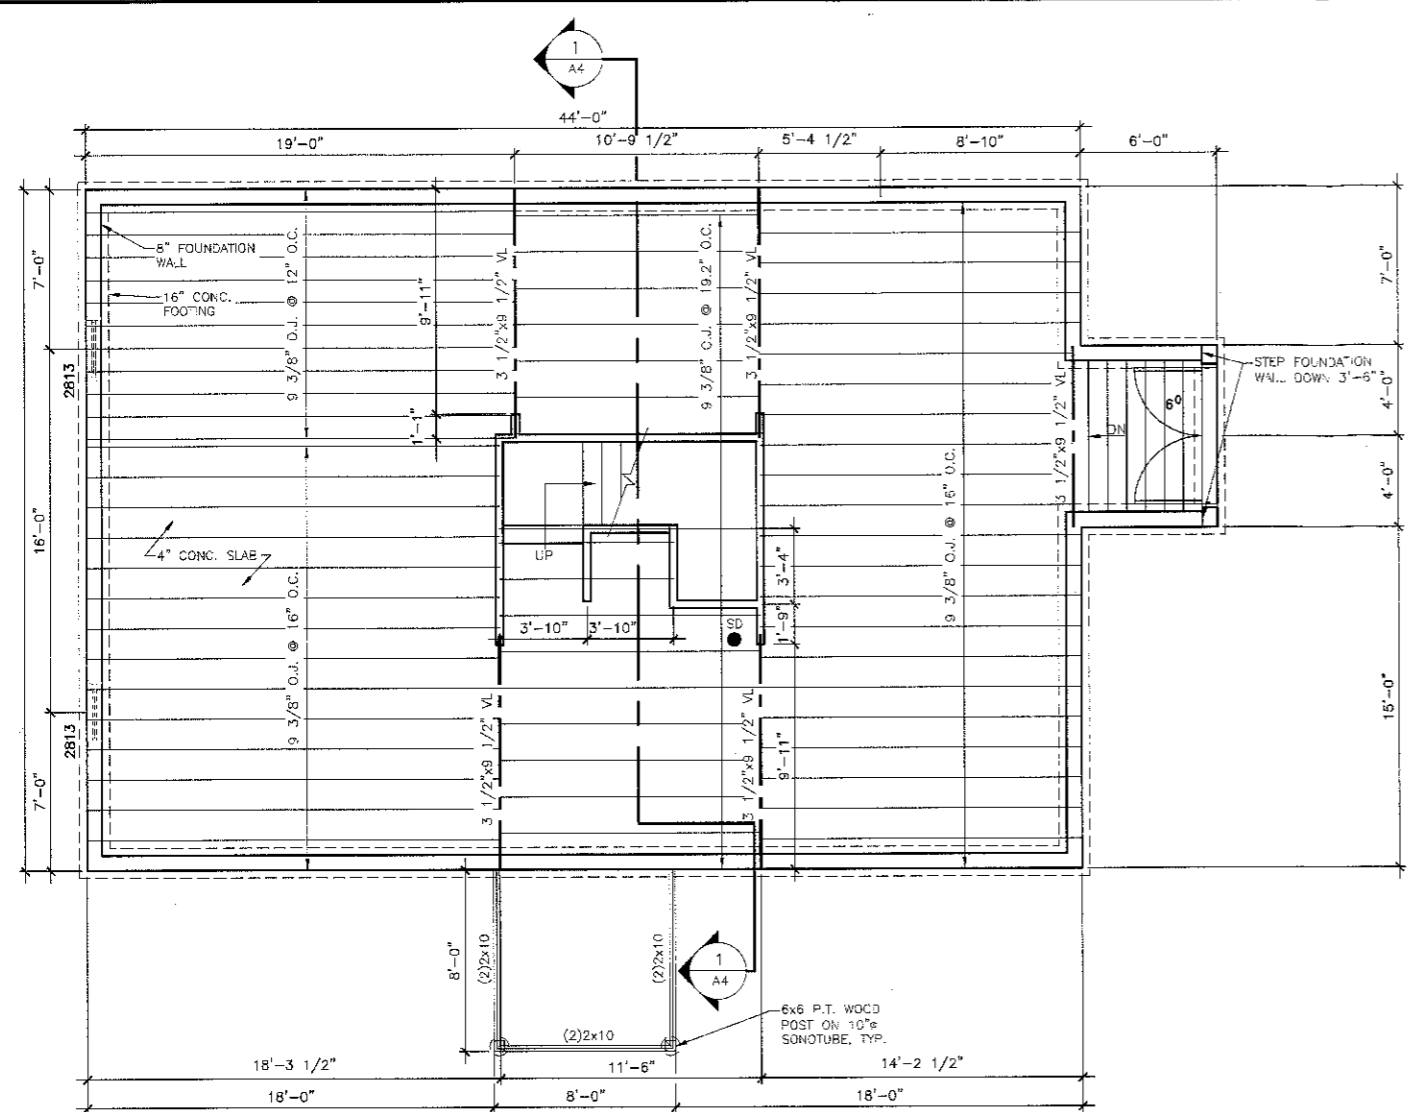 1
A4
44'-0"
19'-0"
10'-9 1/2"
5'-4 1/2"
8'-10"
6'-0"
8" FOUNDATION
WALL
16" CONC.
FOOTING
7'-0"
2813
16'-0"
2813
7'-0"
9 3/8" O.J. @ 12" O.C.
9'-11"
1'-1"
3 1/2"x9 1/2" VL
9 3/8" O.J. @ 19.2" O.C.
3 1/2"x9 1/2" VL
7'-0"
STEP FOUNDATION
WALL DOWN 3'-6"
4'-0"
4'-0"
15'-0"
6⁰
DN
3 1/2"x9 1/2" VL
9 3/8" O.J. @ 16" O.C.
4" CONC. SLAB
UP
9 3/8" O.J. @ 16" O.C.
3'-10"
3'-10"
SD
3'-4"
1'-9"
9'-11"
3 1/2"x9 1/2" VL
3 1/2"x9 1/2" VL
8'-0"
(2)2x10
(2)2x10
(2)2x10
1
A4
6x6 P.T. WOOD
POST ON 10"ø
SONOTUBE, TYP.
18'-3 1/2"
11'-6"
14'-2 1/2"
18'-0"
8'-0"
18'-0"